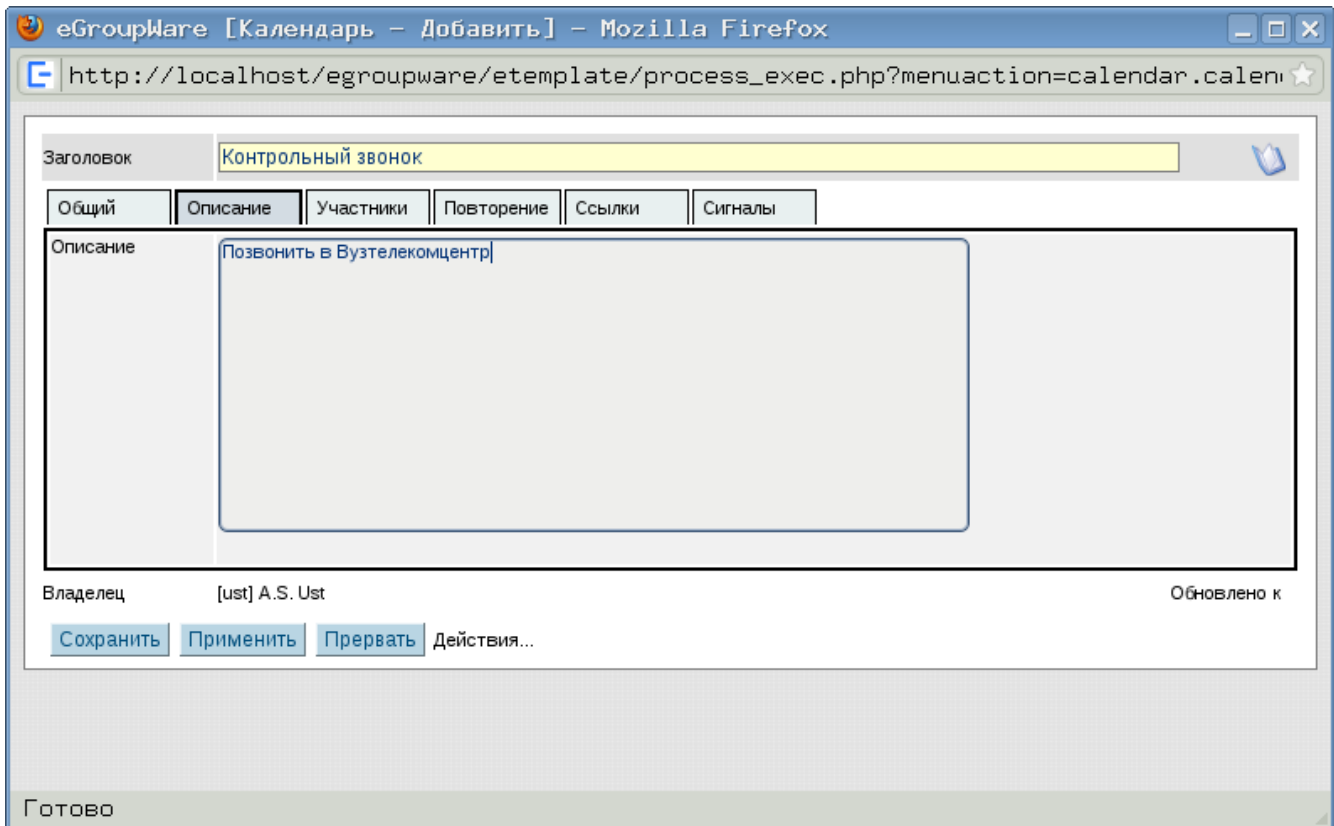 eGroupWare [Календарь – Добавить] – Mozilla Firefox
http://localhost/egroupware/etemplate/process_exec.php?menuaction=calendar.calen
Заголовок Контрольный звонок
Общий Описание Участники Повторение Ссылки Сигналы
Описание Позвонить в Вузтелекомцентр
Владелец [ust] A.S. Ust Обновлено к
Сохранить Применить Прервать Действия...
Готово